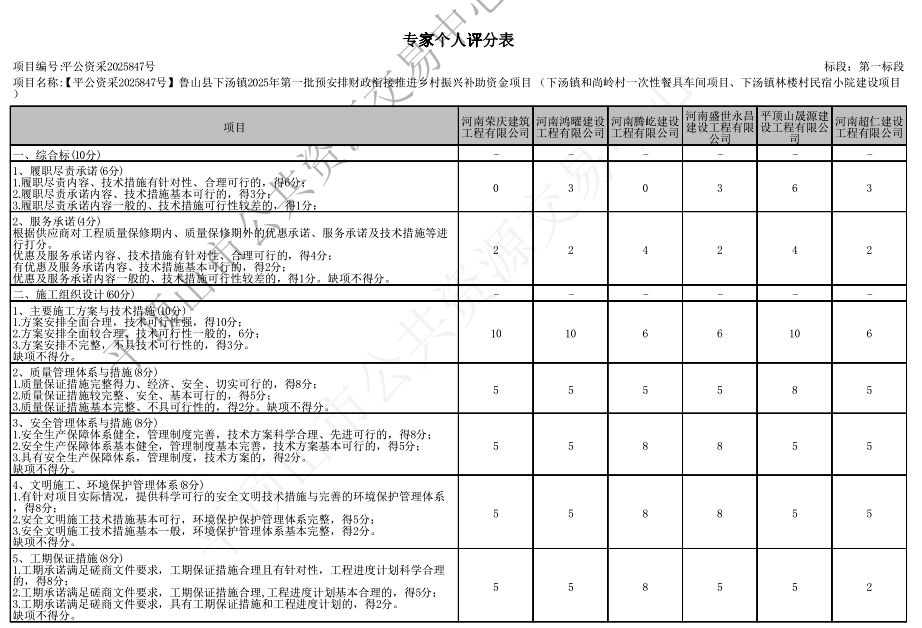 专家个人评分表
项目编号:平公资采2025847号 标段: 第一标段
项目名称:【平公资采2025847号】鲁山县下汤镇2025年第一批预安排财政衔接推进乡村振兴补助资金项目 （下汤镇和尚岭村一次性餐具车间项目、下汤镇林楼村民宿小院建设项目
）
项目 河南荣庆建筑工程有限公司 河南鸿曜建设工程有限公司 河南腾屹建设工程有限公司 河南盛世永昌建设工程有限公司 平顶山晟源建设工程有限公司 河南超仁建设工程有限公司
一、综合标(10分) - - - - - -
1、履职尽责承诺(6分)
1.履职尽责内容、技术措施有针对性、合理可行的，得6分；
2.履职尽责承诺内容、技术措施基本可行的，得3分；
3.履职尽责承诺内容一般的、技术措施可行性较差的，得1分；
0 3 0 3 6 3
2、服务承诺(4分)
根据供应商对工程质量保修期内、质量保修期外的优惠承诺、服务承诺及技术措施等进
行打分。
优惠及服务承诺内容、技术措施有针对性、合理可行的，得4分；
有优惠及服务承诺内容、技术措施基本可行的，得2分；
优惠及服务承诺内容一般的、技术措施可行性较差的，得1分。缺项不得分。
2 2 4 2 4 2
二、施工组织设计(60分) - - - - - -
1、主要施工方案与技术措施(10分)
1.方案安排全面合理，技术可行性强，得10分；
2.方案安排全面较合理，技术可行性一般的，6分；
3.方案安排不完整，不具技术可行性的，得3分。
缺项不得分。
10 10 6 6 10 6
2、质量管理体系与措施(8分)
1.质量保证措施完整得力、经济、安全、切实可行的，得8分；
2.质量保证措施较完整、安全、基本可行的，得5分；
3.质量保证措施基本完整、不具可行性的，得2分。缺项不得分。
5 5 5 5 8 5
3、安全管理体系与措施(8分)
1.安全生产保障体系健全，管理制度完善，技术方案科学合理、先进可行的，得8分；
2.安全生产保障体系基本健全，管理制度基本完善，技术方案基本可行的，得5分；
3.具有安全生产保障体系，管理制度，技术方案的，得2分。
缺项不得分。
5 5 8 8 5 5
4、文明施工、环境保护管理体系(8分)
1.有针对项目实际情况，提供科学可行的安全文明技术措施与完善的环境保护管理体系
，得8分；
2.安全文明施工技术措施基本可行，环境保护保护管理体系完整，得5分；
3.安全文明施工技术措施基本一般，环境保护管理体系基本完整，得2分。
缺项不得分。
5 5 8 8 5 5
5、工期保证措施(8分)
1.工期承诺满足磋商文件要求，工期保证措施合理且有针对性，工程进度计划科学合理
的，得8分；
2.工期承诺满足磋商文件要求，工期保证措施合理,工程进度计划基本合理的，得5分；
3.工期承诺满足磋商文件要求，具有工期保证措施和工程进度计划的，得2分。
缺项不得分。
5 5 8 5 5 2
平顶山市公共资源交易中心
平顶山市公共资源交易中心